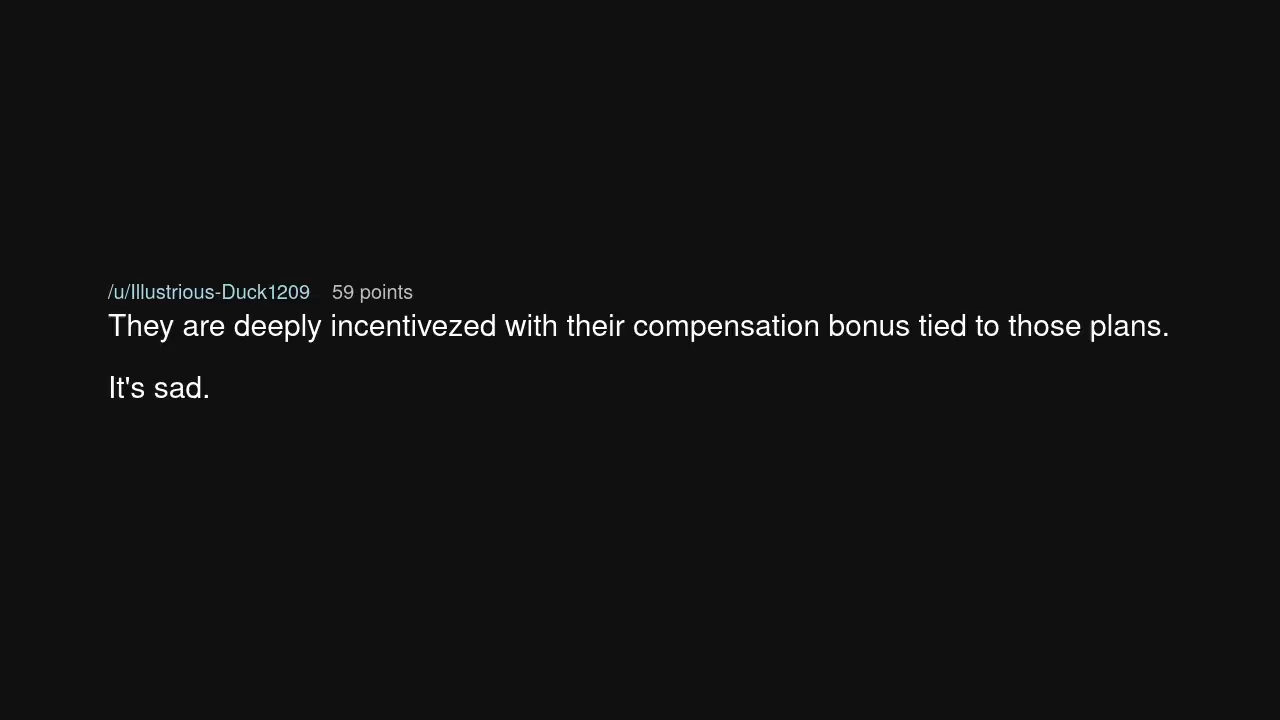 /u/Illustrious-Duck1209 59 points
They are deeply incentivezed with their compensation bonus tied to those plans.
It's sad.